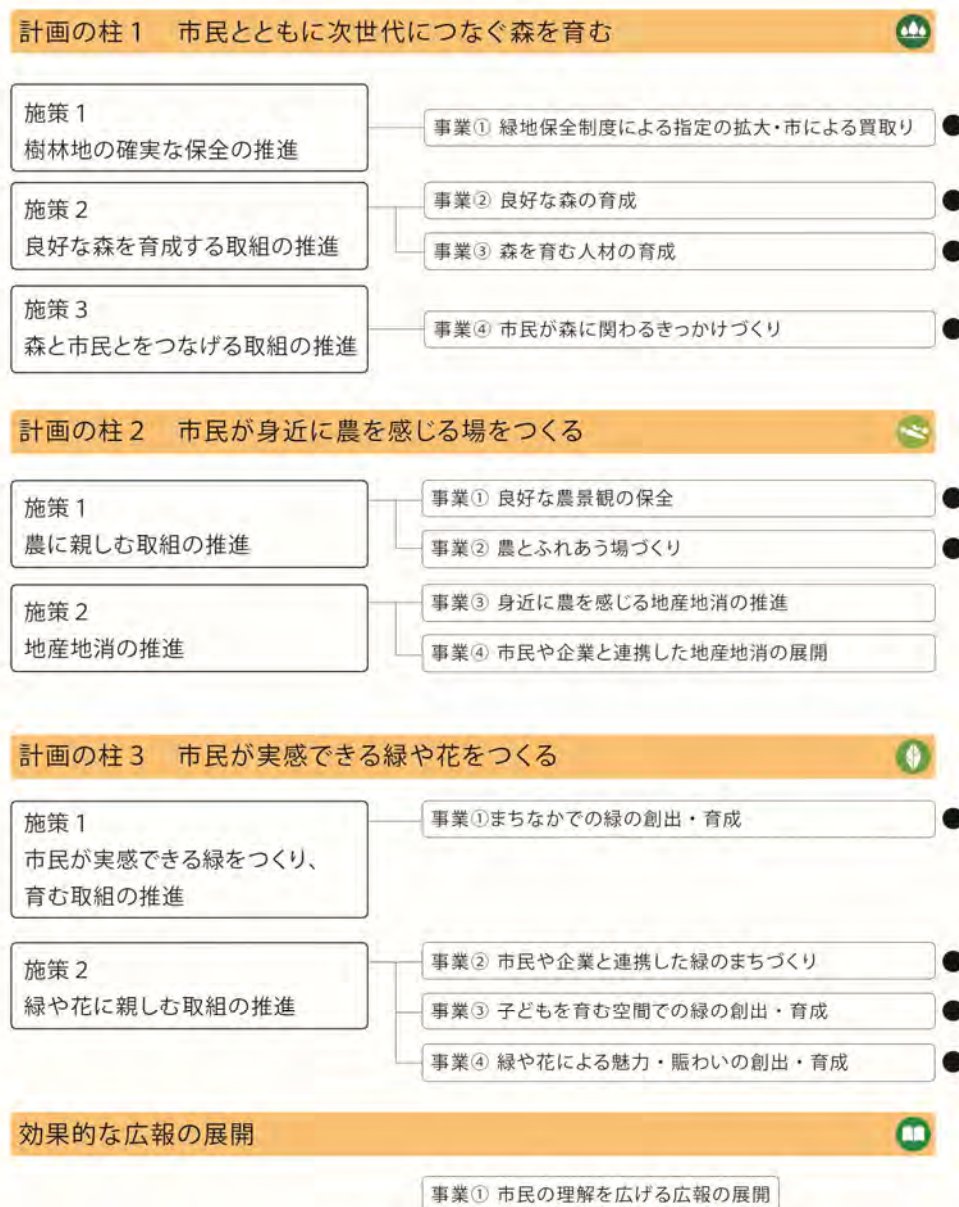 計画の柱1 市民とともに次世代につなぐ森を育む
施策1
樹林地の確実な保全の推進
事業① 緑地保全制度による指定の拡大・市による買取り
施策2
良好な森を育成する取組の推進
事業② 良好な森の育成
事業③ 森を育む人材の育成
施策3
森と市民とをつなげる取組の推進
事業④ 市民が森に関わるきっかけづくり
計画の柱2 市民が身近に農を感じる場をつくる
施策1
農に親しむ取組の推進
事業① 良好な農景観の保全
事業② 農とふれあう場づくり
施策2
地産地消の推進
事業③ 身近に農を感じる地産地消の推進
事業④ 市民や企業と連携した地産地消の展開
計画の柱3 市民が実感できる緑や花をつくる
施策1
市民が実感できる緑をつくり、
育む取組の推進
事業①まちなかでの緑の創出・育成
施策2
緑や花に親しむ取組の推進
事業② 市民や企業と連携した緑のまちづくり
事業③ 子どもを育む空間での緑の創出・育成
事業④ 緑や花による魅力・賑わいの創出・育成
効果的な広報の展開
事業① 市民の理解を広げる広報の展開